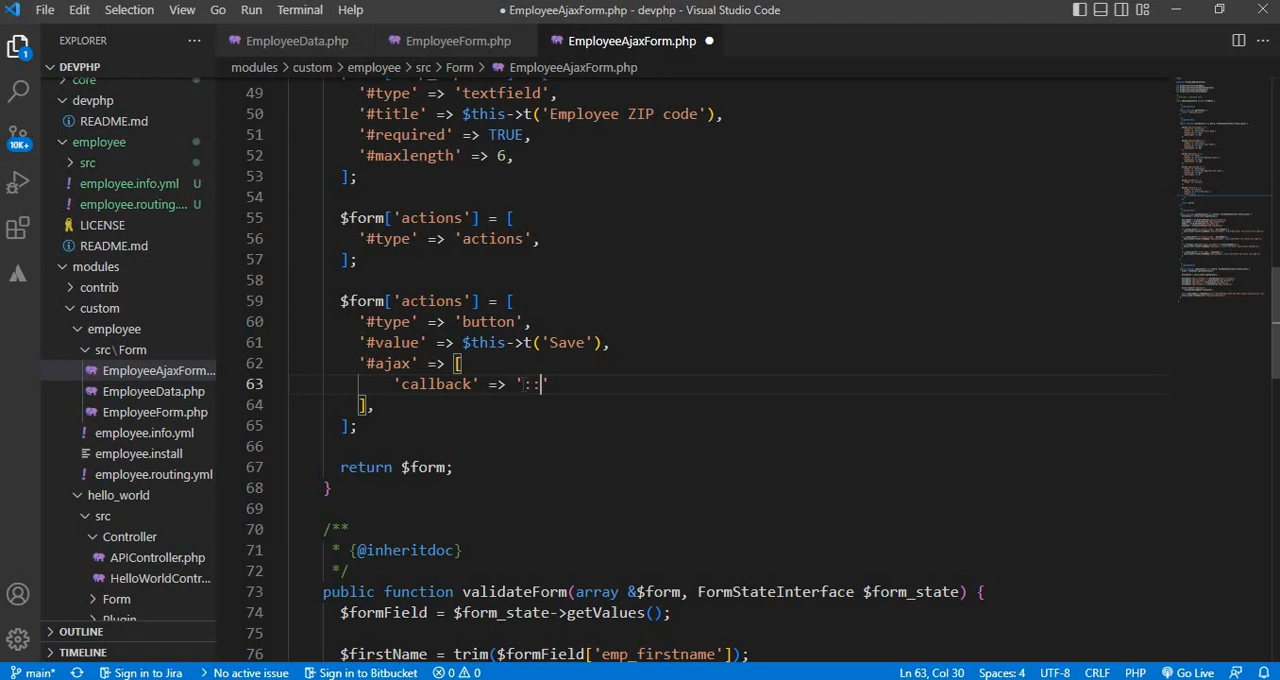 File Edit Selection View Go Run Terminal Help
● EmployeeAjaxForm.php - devphp - Visual Studio Code
EXPLORER
EmployeeData.php EmployeeForm.php EmployeeAjaxForm.php ●
DEVPHP
modules > custom > employee > src > Form > EmployeeAjaxForm.php
1
10K+
core
devphp
README.md
employee
src
employee.info.yml U
employee.routing.... U
LICENSE
README.md
modules
contrib
custom
employee
src\Form
EmployeeAjaxForm...
EmployeeData.php
EmployeeForm.php
employee.info.yml
employee.install
employee.routing.yml
hello_world
src
Controller
APIController.php
HelloWorldContr...
Form
Plugin
OUTLINE
TIMELINE
49 '#type' => 'textfield',
50 '#title' => $this->t('Employee ZIP code'),
51 '#required' => TRUE,
52 '#maxlength' => 6,
53 ];
54
55 $form['actions'] = [
56 '#type' => 'actions',
57 ];
58
59 $form['actions'] = [
60 '#type' => 'button',
61 '#value' => $this->t('Save'),
62 '#ajax' => [
63 'callback' => '::'
64 ],
65 ];
66
67 return $form;
68 }
69
70 /**
71 * {@inheritdoc}
72 */
73 public function validateForm(array &$form, FormStateInterface $form_state) {
74 $formField = $form_state->getValues();
75
76 $firstName = trim($formField['emp_firstname']);
main* Sign in to Jira No active issue Sign in to Bitbucket 0 0 Ln 63, Col 30 Spaces: 4 UTF-8 CRLF PHP Go Live